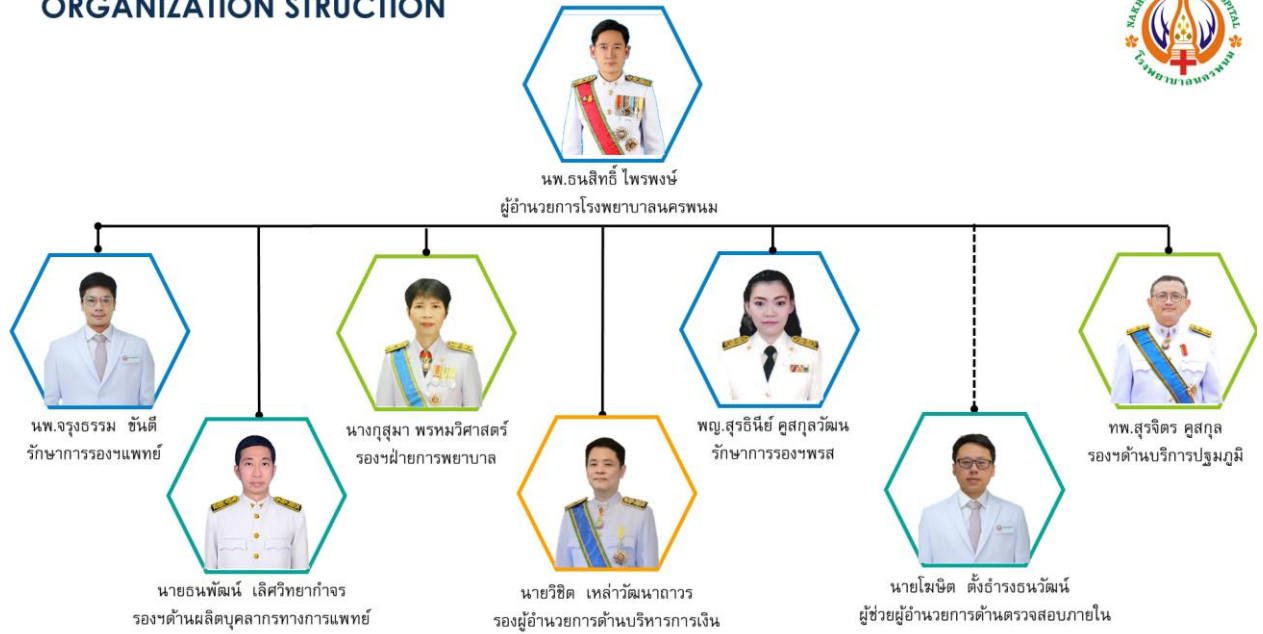 ORGANIZATION STRUCTION
โรงพยาบาลนครพนม
นพ.ธนสิทธิ์ ไพรพงษ์
ผู้อำนวยการโรงพยาบาลนครพนม
นพ.จรุงธรรม ขันตี
รักษาการรองฯแพทย์
นางกุสุมา พรหมวิศาสตร์
รองฯฝ่ายการพยาบาล
พญ.สุรธินีย์ คูสกุลวัฒน
รักษาการรองฯพรส
ทพ.สุรจิตร คูสกุล
รองฯด้านบริการปฐมภูมิ
นายธนพัฒน์ เลิศวิทยากำจร
รองฯด้านผลิตบุคลากรทางการแพทย์
นายวิชิต เหล่าวัฒนาถาวร
รองผู้อำนวยการด้านบริหารการเงิน
นายโฆษิต ตั้งธำรงธนวัฒน์
ผู้ช่วยผู้อำนวยการด้านตรวจสอบภายใน